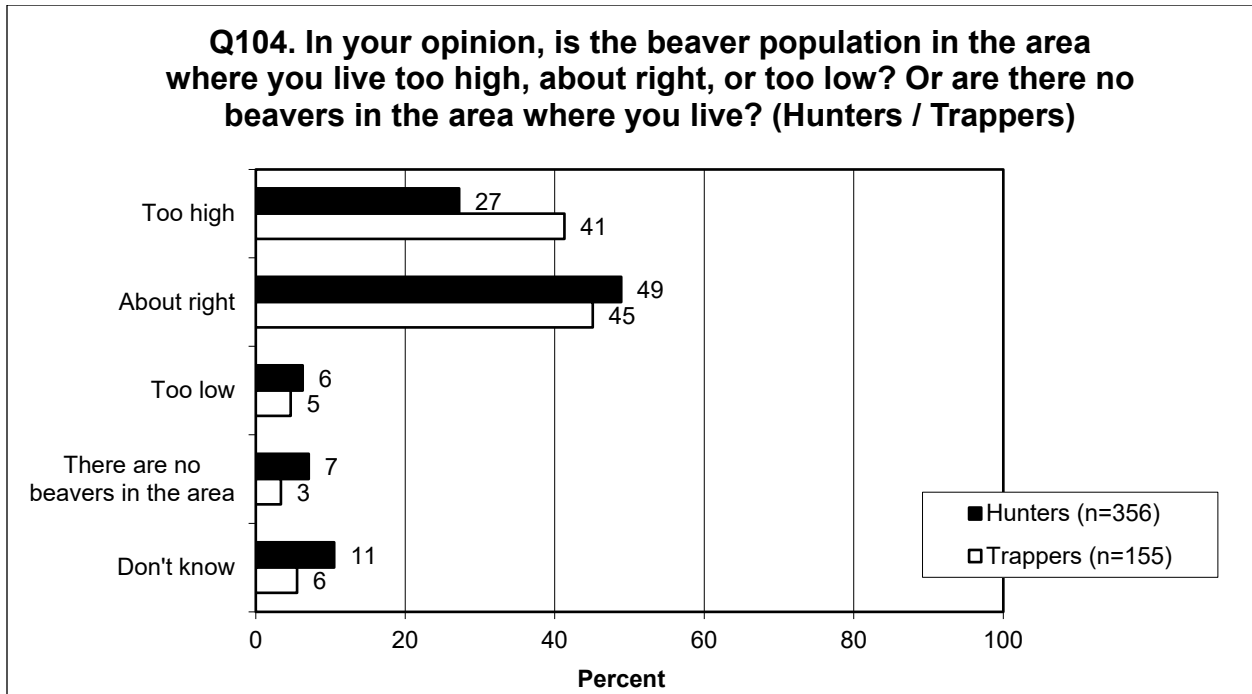 Q104. In your opinion, is the beaver population in the area
where you live too high, about right, or too low? Or are there no
beavers in the area where you live? (Hunters / Trappers)
Too high
27
41
About right
49
45
Too low
6
5
There are no
beavers in the area
7
3
Don't know
11
6
Hunters (n=356)
Trappers (n=155)
0
20
40
60
80
100
Percent